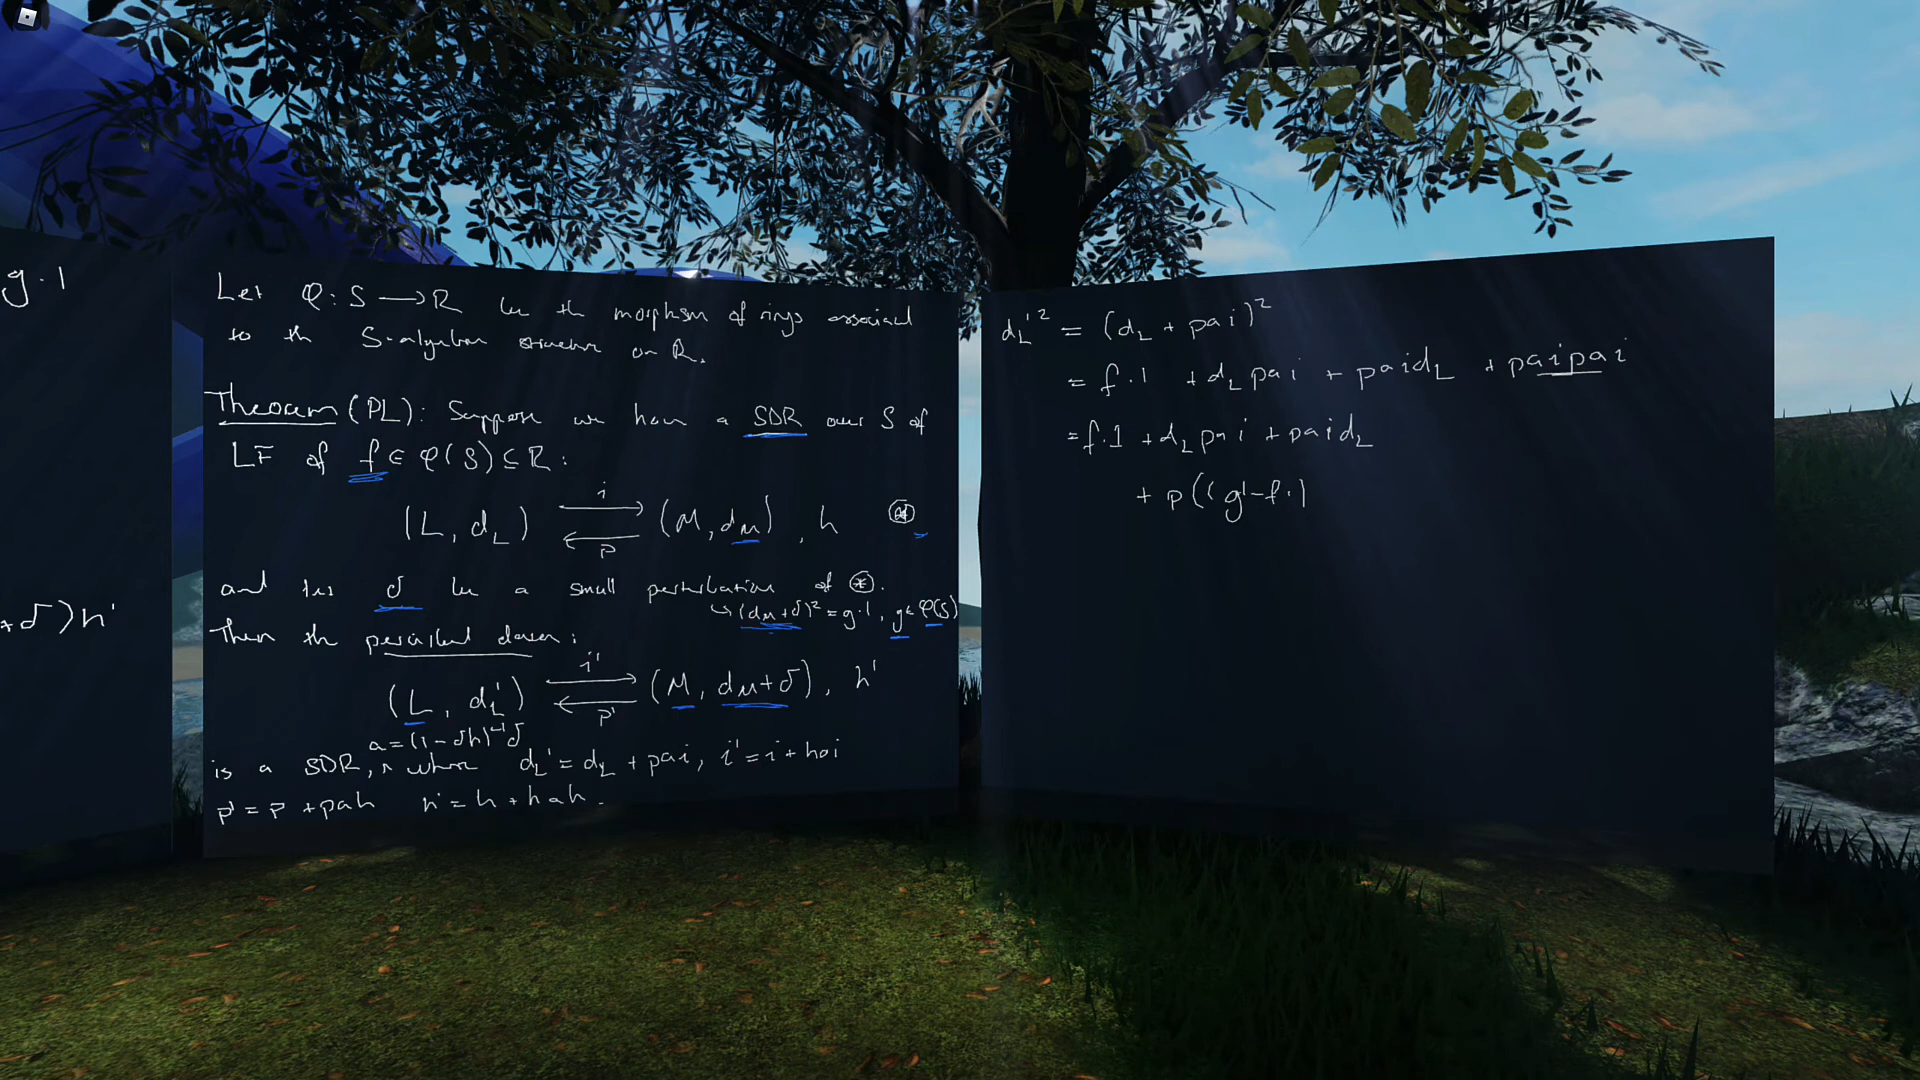 g·1
+δ)h'
Let φ: S → R be the morphism of rings associated
to the S-algebra structure on R.
Theorem (PL): Suppose we have a SDR over S of
LF of f ∈ φ(S) ⊆ R:
(L, d_L) i p (M, d_M), h ⊛
and let δ be a small perturbation of ⊛.
↳ (d_M+δ)² = g·1, g ∈ φ(S)
Then the perturbed
(L, d_L') i' p' (M, d_M+δ), h'
a = (1-δh)⁻¹δ
is a SDR, where d_L' = d_L + pai, i' = i + hai
p' = p + pah h' = h + hah.
d_L'² = (d_L + pai)²
= f·1 + d_L pai + paid_L + paipai
= f·1 + d_L pai + paid_L
+ p((g1-f·1